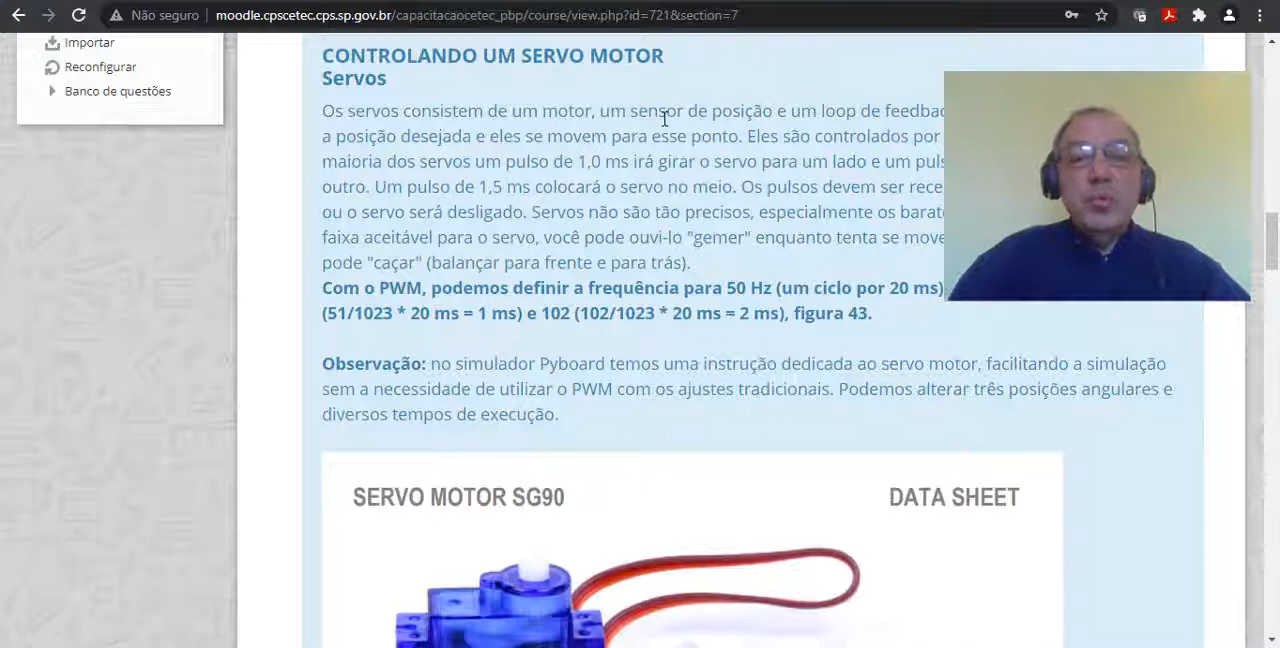 Não seguro
moodle.cpscetec.cps.sp.gov.br/capacitacaocetec_pbp/course/view.php?id=721&section=7
Importar
Reconfigurar
Banco de questões
CONTROLANDO UM SERVO MOTOR
Servos
Os servos consistem de um motor, um sensor de posição e um loop de
a posição desejada e eles se movem para esse ponto. Eles são controlados por
maioria dos servos um pulso de 1,0 ms irá girar o servo para um lado e um
outro. Um pulso de 1,5 ms colocará o servo no meio. Os pulsos devem ser
ou o servo será desligado. Servos não são tão precisos, especialmente os
faixa aceitável para o servo, você pode ouvi-lo "gemer" enquanto tenta se
pode "caçar" (balançar para frente e para trás).
Com o PWM, podemos definir a frequência para 50 Hz (um ciclo por 20 ms)
(51/1023 * 20 ms = 1 ms) e 102 (102/1023 * 20 ms = 2 ms), figura 43.
Observação: no simulador Pyboard temos uma instrução dedicada ao servo motor, facilitando a simulação
sem a necessidade de utilizar o PWM com os ajustes tradicionais. Podemos alterar três posições angulares e
diversos tempos de execução.
SERVO MOTOR SG90
DATA SHEET